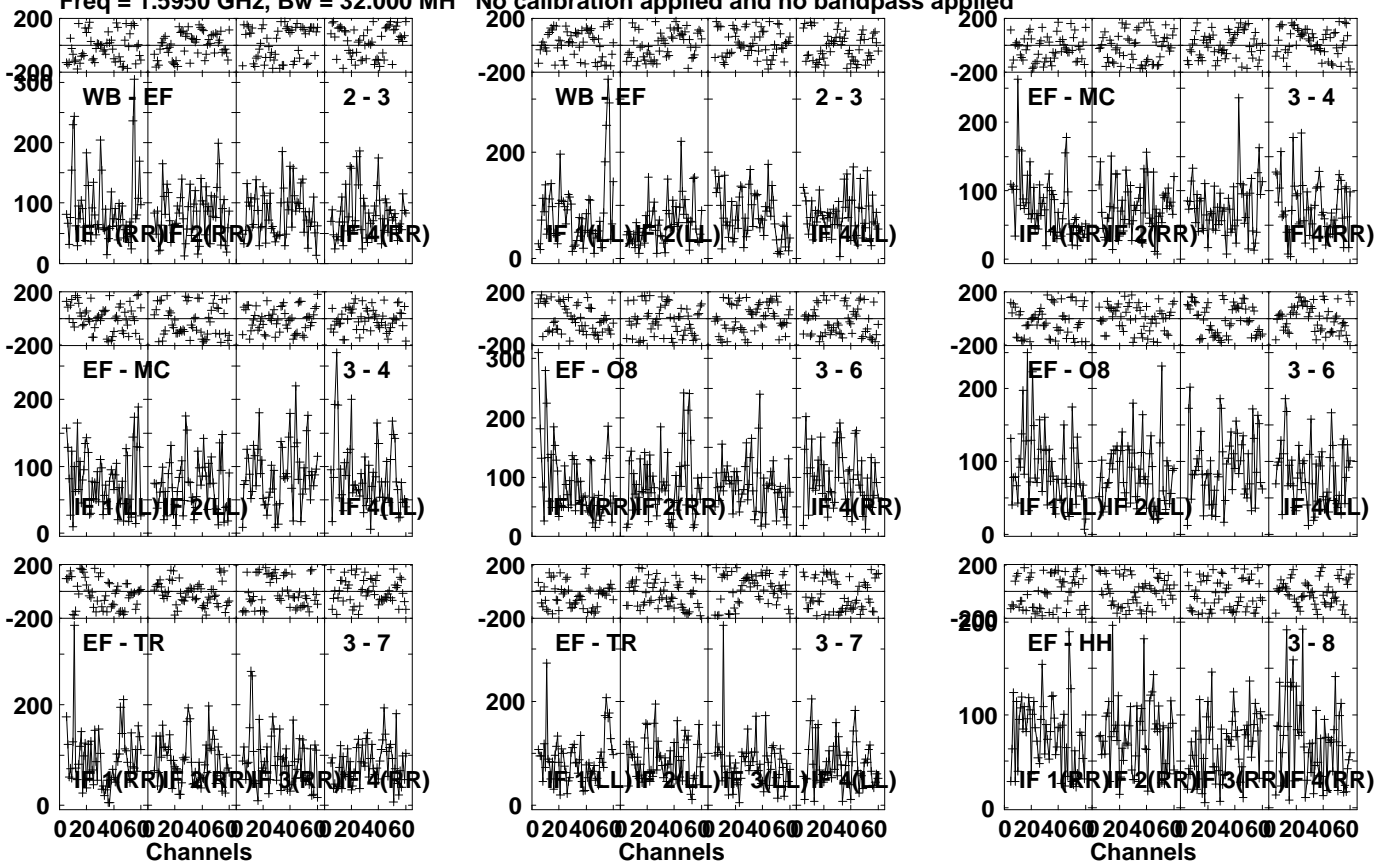 Freq = 1.5950 GHz, Bw = 32.000 MH No calibration applied and no bandpass applied
200 200 200
-200 -200 -200
300
WB - EF 2 - 3 WB - EF 2 - 3 EF - MC 3 - 4
200 200 200
100 100
IF 1(RR) IF 2(RR) IF 4(RR) IF 1(LL) IF 2(LL) IF 4(LL) IF 1(RR) IF 2(RR) IF 4(RR)
0 0 0
200 200 200
-200 -200 -200
300
EF - MC 3 - 4 EF - O8 3 - 6 EF - O8 3 - 6
200 200 200
100 100 100
IF 1(LL) IF 2(LL) IF 4(LL) IF 1(RR) IF 2(RR) IF 4(RR) IF 1(LL) IF 2(LL) IF 4(LL)
0 0 0
200 200 200
-200 -200 -200
200
EF - TR 3 - 7 EF - TR 3 - 7 EF - HH 3 - 8
200 200 100
IF 1(RR) IF 2(RR) IF 3(RR) IF 4(RR) IF 1(LL) IF 2(LL) IF 3(LL) IF 4(LL) IF 1(RR) IF 2(RR) IF 3(RR) IF 4(RR)
0 0 0
0 20 40 60 0 20 40 60 0 20 40 60 0 20 40 60 0 20 40 60 0 20 40 60 0 20 40 60 0 20 40 60 0 20 40 60 0 20 40 60 0 20 40 60 0 20 40 60
Channels Channels Channels